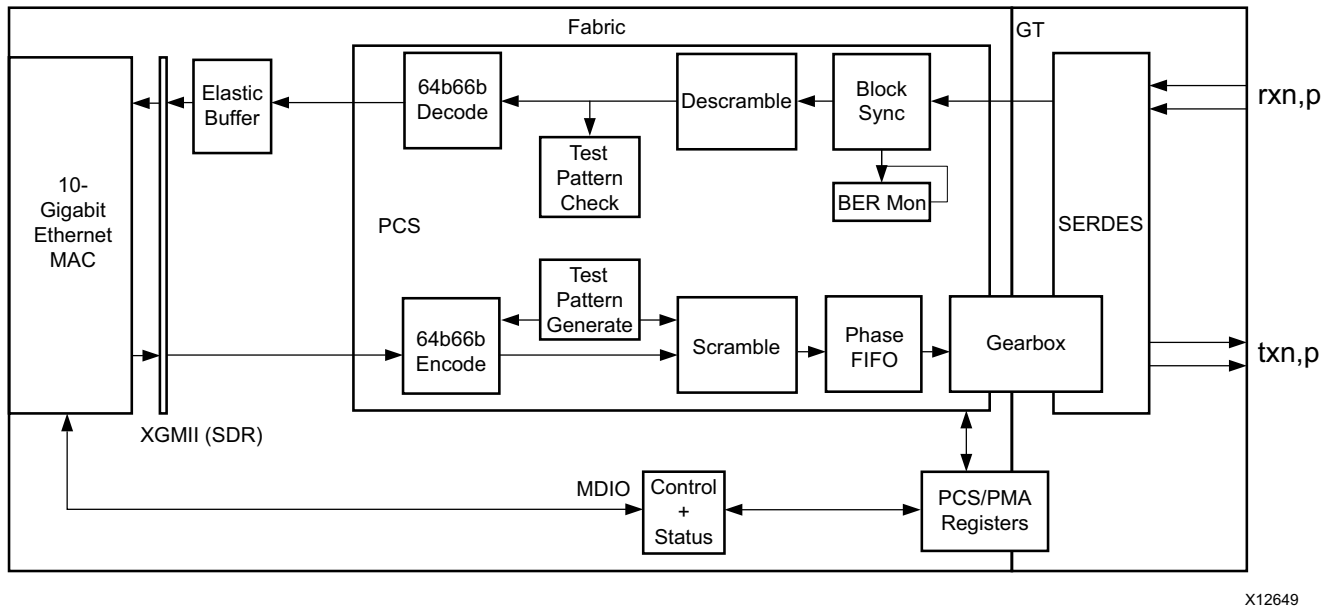 Fabric
GT
64b66b
Decode
Elastic
Buffer
Descramble
Block
Sync
rxn,p
Test
Pattern
Check
BER Mon
10-
Gigabit
Ethernet
MAC
PCS
SERDES
Test
Pattern
Generate
64b66b
Encode
Scramble
Phase
FIFO
Gearbox
txn,p
XGMII (SDR)
MDIO
Control
+
Status
PCS/PMA
Registers
X12649